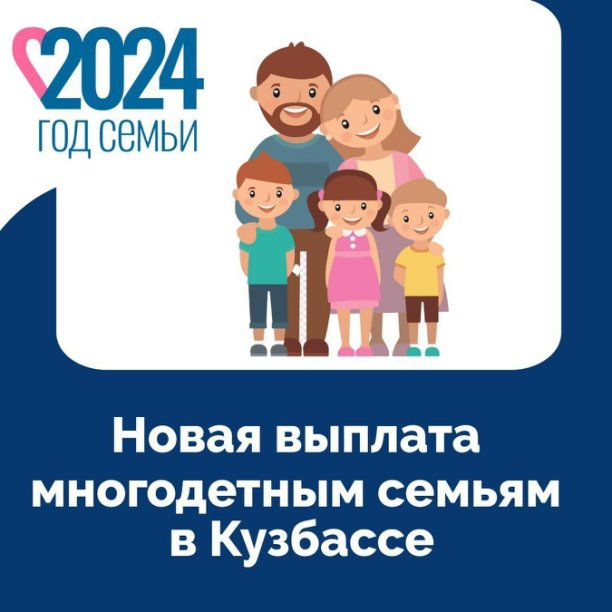 2024
ГОД СЕМЬИ
Новая выплата
многодетным семьям
в Кузбассе